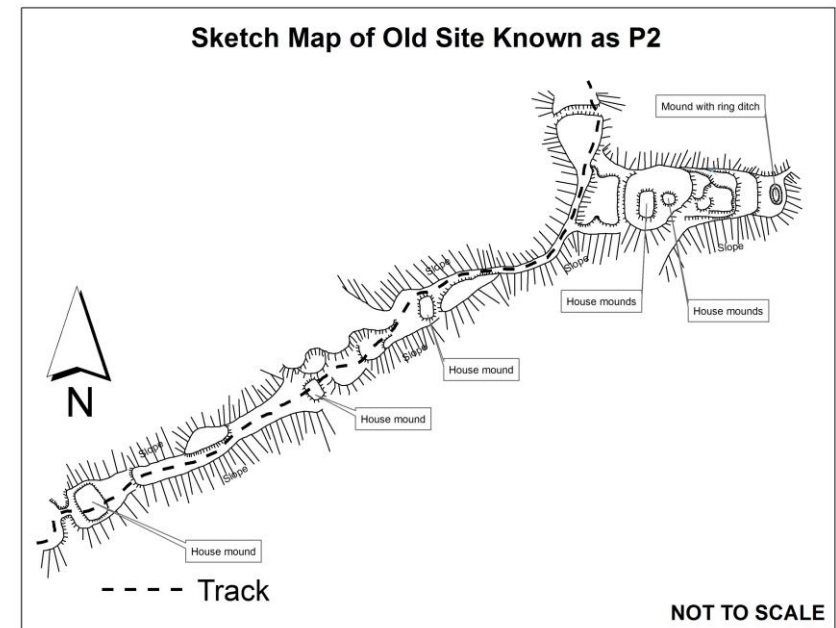 Sketch Map of Old Site Known as P2
Mound with ring ditch
Slope
House mounds
House mounds
Slope
Slope
Slope
House mound
House mound
Slope
Slope
House mound
N
Track
NOT TO SCALE